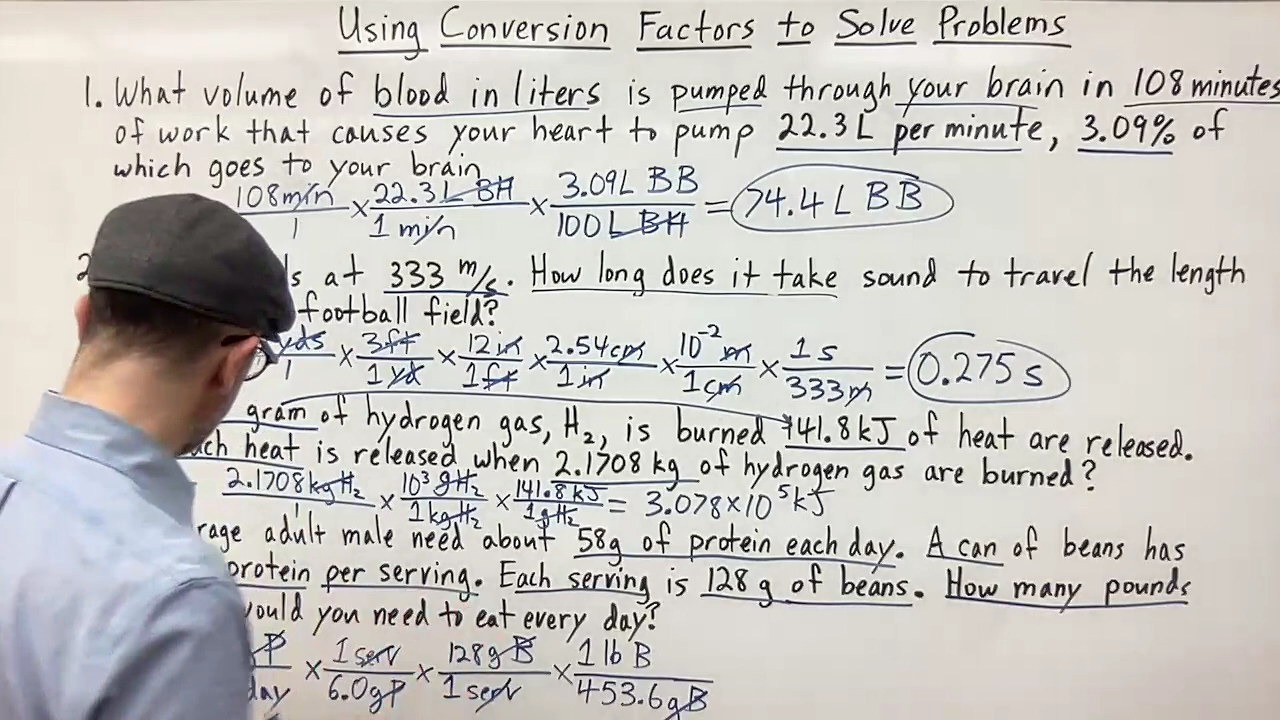 Using Conversion Factors to Solve Problems
1. What volume of blood in liters is pumped through your brain in 108 minutes
of work that causes your heart to pump 22.3 L per minute, 3.09% of
which goes to your brain
108 min / 1 × 22.3 L BH / 1 min × 3.09 L BB / 100 L BH = 74.4 L BB
at 333 m/s. How long does it take sound to travel the length
football field?
yds / 1 × 3 ft / 1 yd × 12 in / 1 ft × 2.54 cm / 1 in × 10⁻² m / 1 cm × 1 s / 333 m = 0.275 s
gram of hydrogen gas, H₂, is burned 141.8 kJ of heat are released.
heat is released when 2.1708 kg of hydrogen gas are burned?
2.1708 kg H₂ / 1 × 10³ g H₂ / 1 kg H₂ × 141.8 kJ / 1 g H₂ = 3.078 × 10⁵ kJ
adult male need about 58g of protein each day. A can of beans has
protein per serving. Each serving is 128 g of beans. How many pounds
would you need to eat every day?
P / day × 1 serv / 6.0 g P × 128 g B / 1 serv × 1 lb B / 453.6 g B